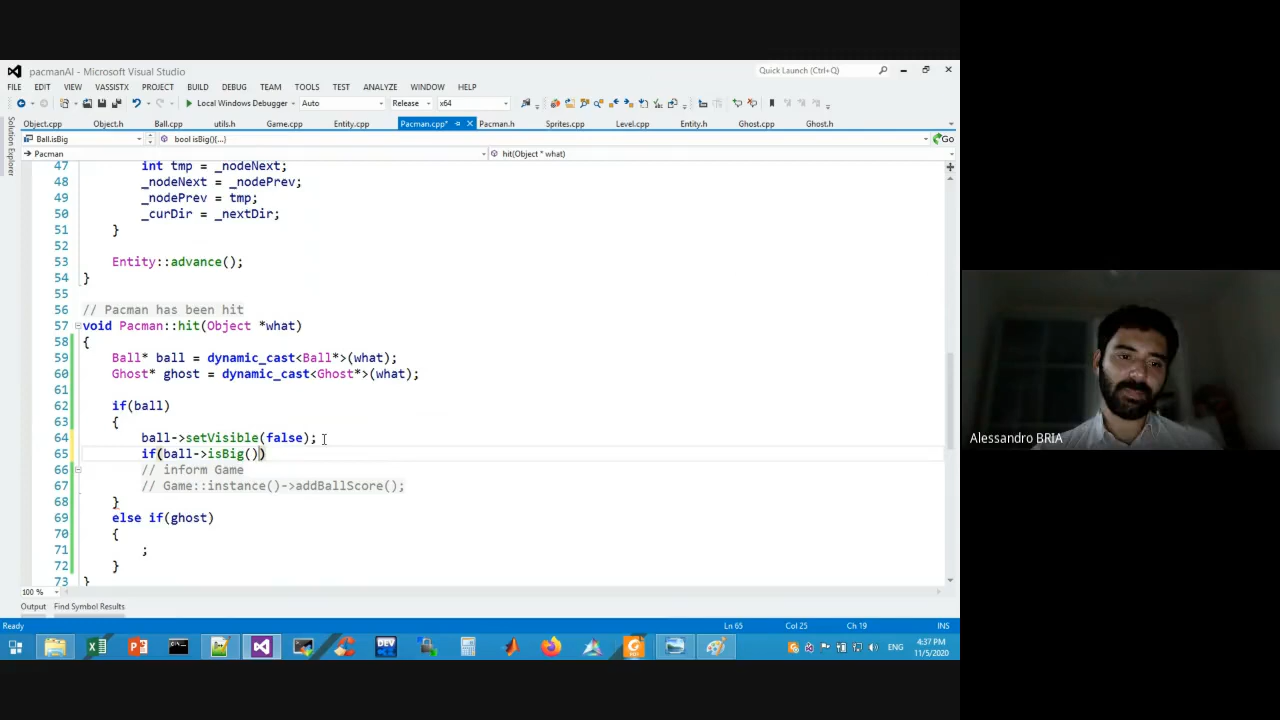 pacmanAI - Microsoft Visual Studio
Quick Launch (Ctrl+Q)
FILE EDIT VIEW VASSISTX PROJECT BUILD DEBUG TEAM TOOLS TEST ANALYZE WINDOW HELP
Local Windows Debugger Auto Release x64
Object.cpp Object.h Ball.cpp utils.h Game.cpp Entity.cpp Pacman.cpp* Pacman.h Sprites.cpp Level.cpp Entity.h Ghost.cpp Ghost.h
Ball.isBig bool isBig(){...} Go
Pacman hit(Object * what)
Solution Explorer
47 int tmp = _nodeNext;
48 _nodeNext = _nodePrev;
49 _nodePrev = tmp;
50 _curDir = _nextDir;
51 }
52
53 Entity::advance();
54 }
55
56 // Pacman has been hit
57 void Pacman::hit(Object *what)
58 {
59 Ball* ball = dynamic_cast<Ball*>(what);
60 Ghost* ghost = dynamic_cast<Ghost*>(what);
61
62 if(ball)
63 {
64 ball->setVisible(false);
65 if(ball->isBig())
66 // inform Game
67 // Game::instance()->addBallScore();
68 }
69 else if(ghost)
70 {
71 ;
72 }
73 }
100 %
Output Find Symbol Results
Ready Ln 65 Col 25 Ch 19 INS
DEV
ENG
4:37 PM
11/5/2020
Alessandro BRIA